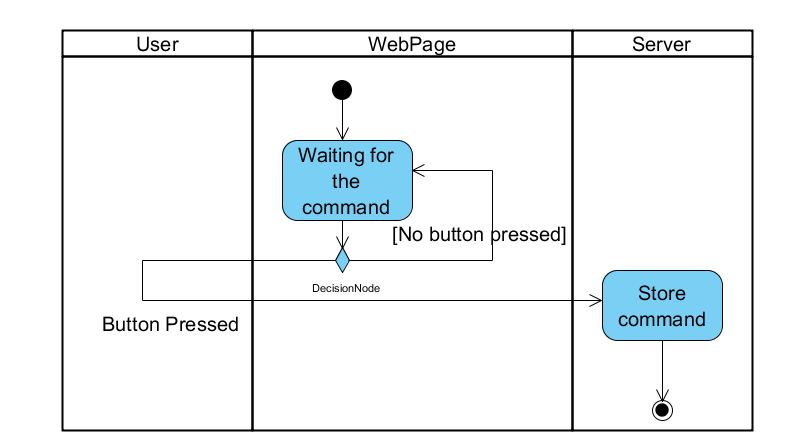 User
WebPage
Server
Waiting for
the
command
[No button pressed]
DecisionNode
Button Pressed
Store
command